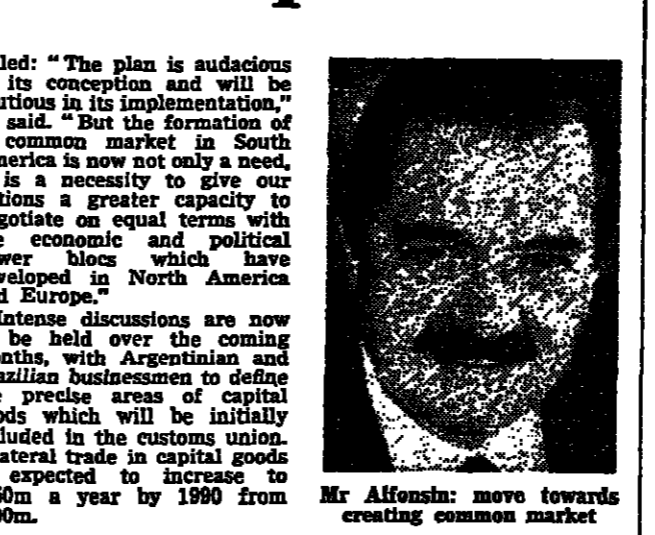 led: "The plan is audacious
its conception and will be
utious in its implementation,"
said. "But the formation of
common market in South
nerica is now not only a need,
is a necessity to give our
tions a greater capacity to
gotiate on equal terms with
e economic and political
wer blocs which have
veloped in North America
d Europe."
Intense discussions are now
be held over the coming
nths, with Argentinian and
azilian businessmen to define
e precise areas of capital
ods which will be initially
luded in the customs union.
ateral trade in capital goods
expected to increase to
0m a year by 1990 from
0m.
Mr Alfonsin: move towards
creating common market